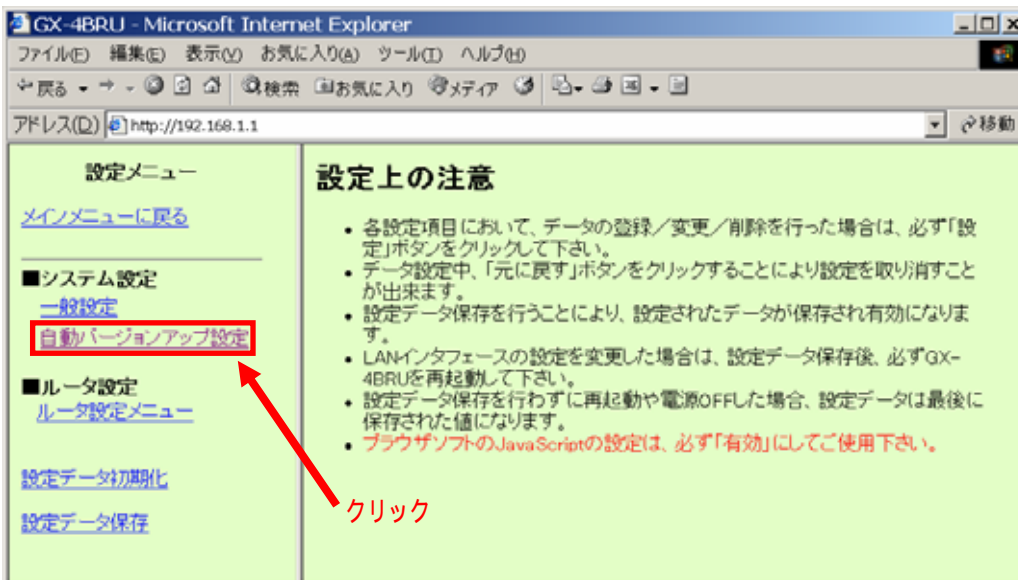 GX-4BRU - Microsoft Internet Explorer
ファイル(E) 編集(E) 表示(V) お気に入り(A) ツール(T) ヘルプ(H)
戻る 検索 お気に入り メディア
アドレス(D) http://192.168.1.1 移動
設定メニュー
メインメニューに戻る
■システム設定
一般設定
自動バージョンアップ設定
■ルータ設定
ルータ設定メニュー
設定データ初期化
設定データ保存
設定上の注意
• 各設定項目において、データの登録／変更／削除を行った場合は、必ず「設
定」ボタンをクリックして下さい。
• データ設定中、「元に戻す」ボタンをクリックすることにより設定を取り消すこと
が出来ます。
• 設定データ保存を行うことにより、設定されたデータが保存され有効になりま
す。
• LANインタフェースの設定を変更した場合は、設定データ保存後、必ずGX-
4BRUを再起動して下さい。
• 設定データ保存を行わずに再起動や電源OFFした場合、設定データは最後に
保存された値になります。
• ブラウザソフトのJavaScriptの設定は、必ず「有効」にしてご使用下さい。
クリック